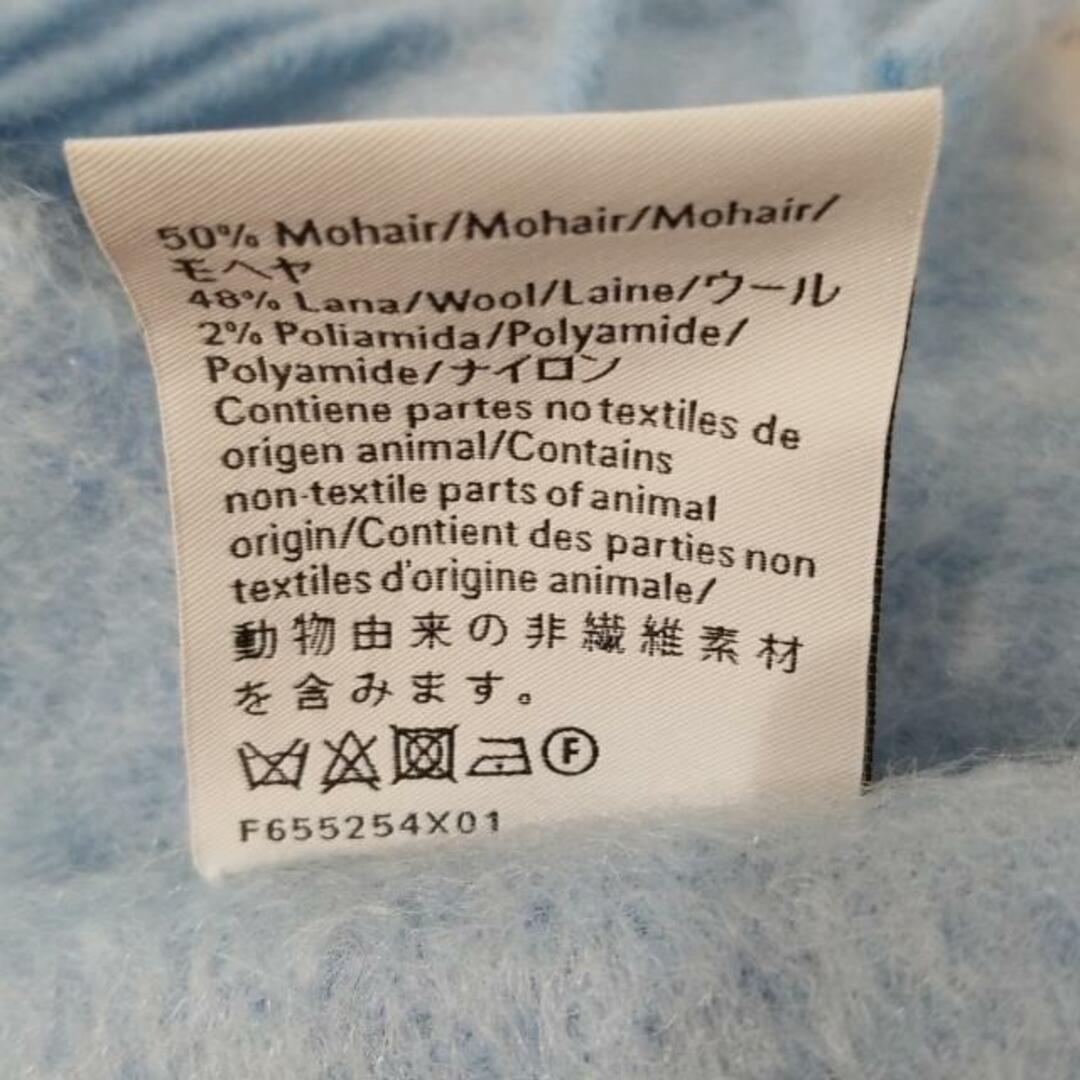 50% Mohair/Mohair/Mohair/
モヘヤ
48% Lana/Wool/Laine/ウール
2% Poliamida/Polyamide/
Polyamide/ナイロン
Contiene partes no textiles de
origen animal/Contains
non-textile parts of animal
origin/Contient des parties non
textiles d'origine animale/
動物由来の非繊維素材
を含みます。
F
F655254X01